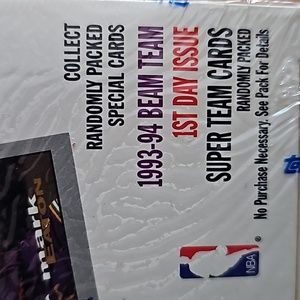 COLLECT
RANDOMLY PACKED
SPECIAL CARDS
1993-94 BEAM TEAM
1ST DAY ISSUE
SUPER TEAM CARDS
RANDOMLY PACKED
No Purchase Necessary. See Pack For Details
NBA
mark